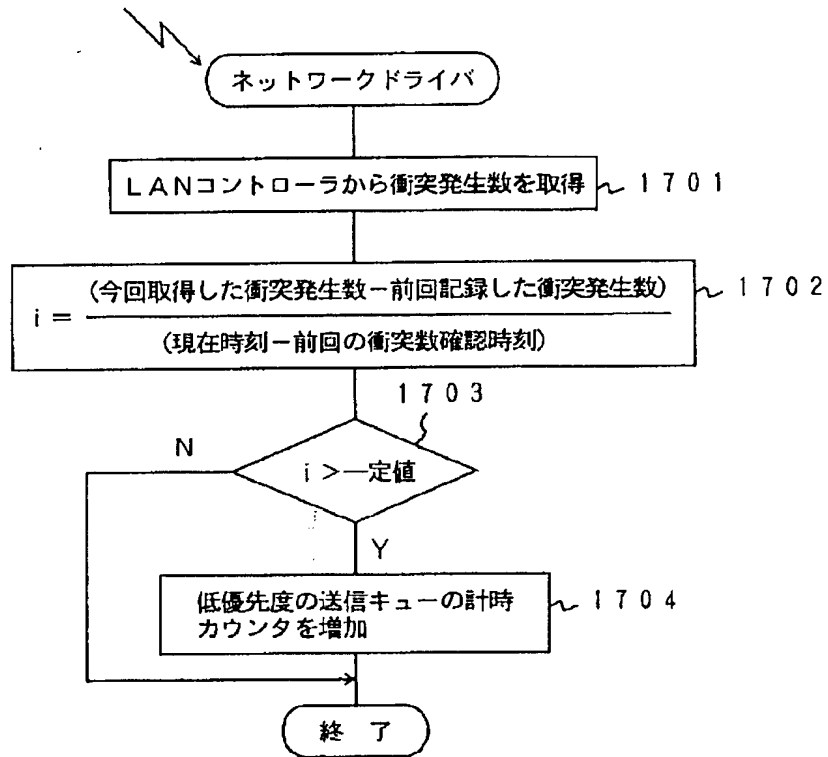 ネットワークドライバ
LANコントローラから衝突発生数を取得 1701
(今回取得した衝突発生数−前回記録した衝突発生数) 1702
i =
(現在時刻−前回の衝突数確認時刻)
1703
N
i >一定値
Y
低優先度の送信キューの計時 1704
カウンタを増加
終 了